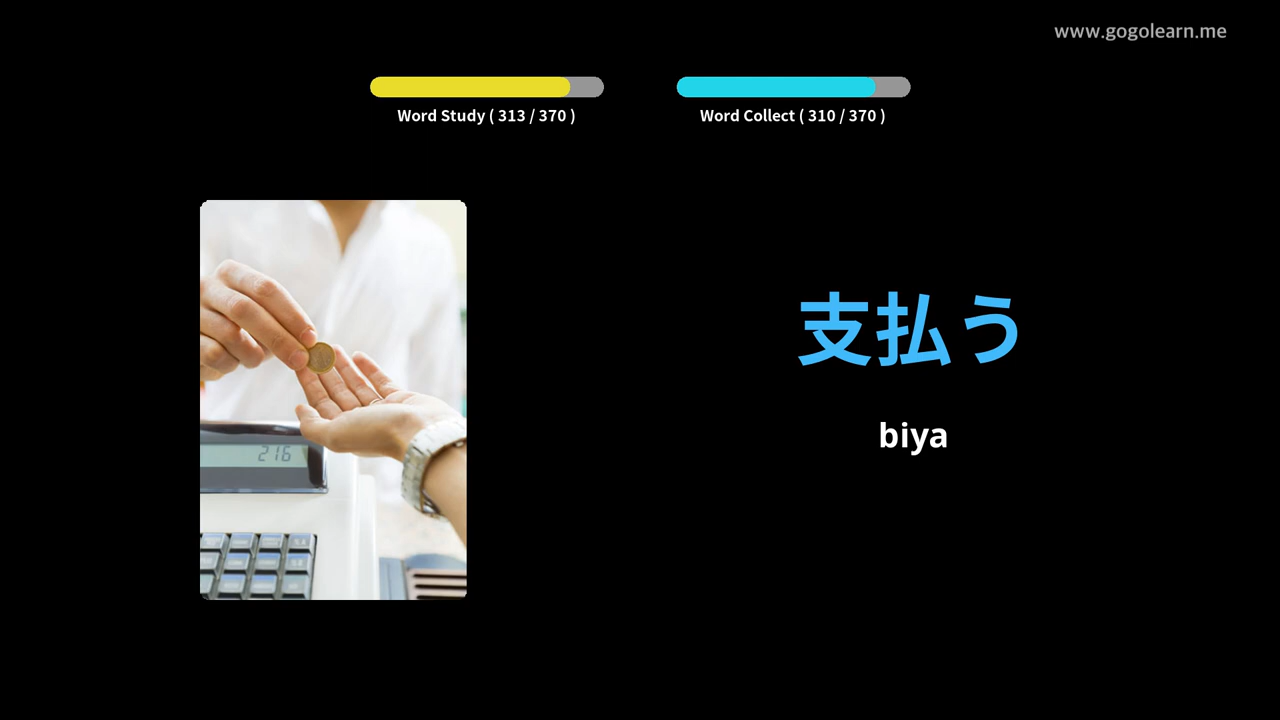 www.gogolearn.me
Word Study ( 313 / 370 )
Word Collect ( 310 / 370 )
支払う
biya
216